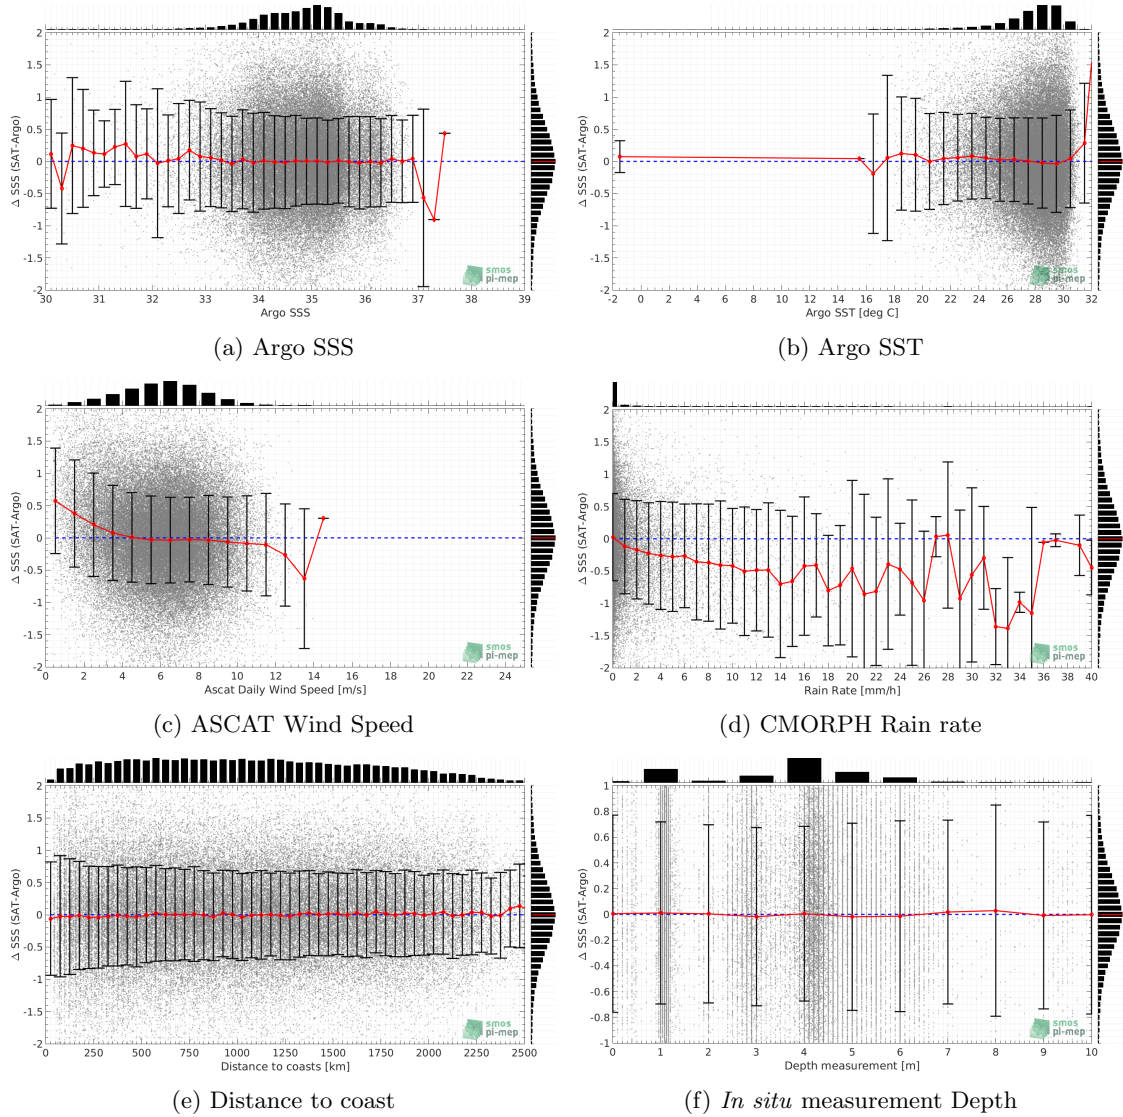 2
1.5
1
0.5
0
-0.5
-1
-1.5
-2
Δ SSS (SAT-Argo)
30 31 32 33 34 35 36 37 38 39
Argo SSS
smos
pi-mep
(a) Argo SSS
2
1.5
1
0.5
0
-0.5
-1
-1.5
-2
Δ SSS (SAT-Argo)
-2 0 2 4 6 8 10 12 14 16 18 20 22 24 26 28 30 32
Argo SST [deg C]
smos
pi-mep
(b) Argo SST
2
1.5
1
0.5
0
-0.5
-1
-1.5
-2
Δ SSS (SAT-Argo)
0 2 4 6 8 10 12 14 16 18 20 22 24
Ascat Daily Wind Speed [m/s]
smos
pi-mep
(c) ASCAT Wind Speed
2
1.5
1
0.5
0
-0.5
-1
-1.5
-2
Δ SSS (SAT-Argo)
0 2 4 6 8 10 12 14 16 18 20 22 24 26 28 30 32 34 36 38 40
Rain Rate [mm/h]
smos
pi-mep
(d) CMORPH Rain rate
2
1.5
1
0.5
0
-0.5
-1
-1.5
-2
Δ SSS (SAT-Argo)
0 250 500 750 1000 1250 1500 1750 2000 2250 2500
Distance to coasts [km]
smos
pi-mep
(e) Distance to coast
1
0.8
0.6
0.4
0.2
0
-0.2
-0.4
-0.6
-0.8
-1
Δ SSS (SAT-Argo)
0 1 2 3 4 5 6 7 8 9 10
Depth measurement [m]
smos
pi-mep
(f) In situ measurement Depth